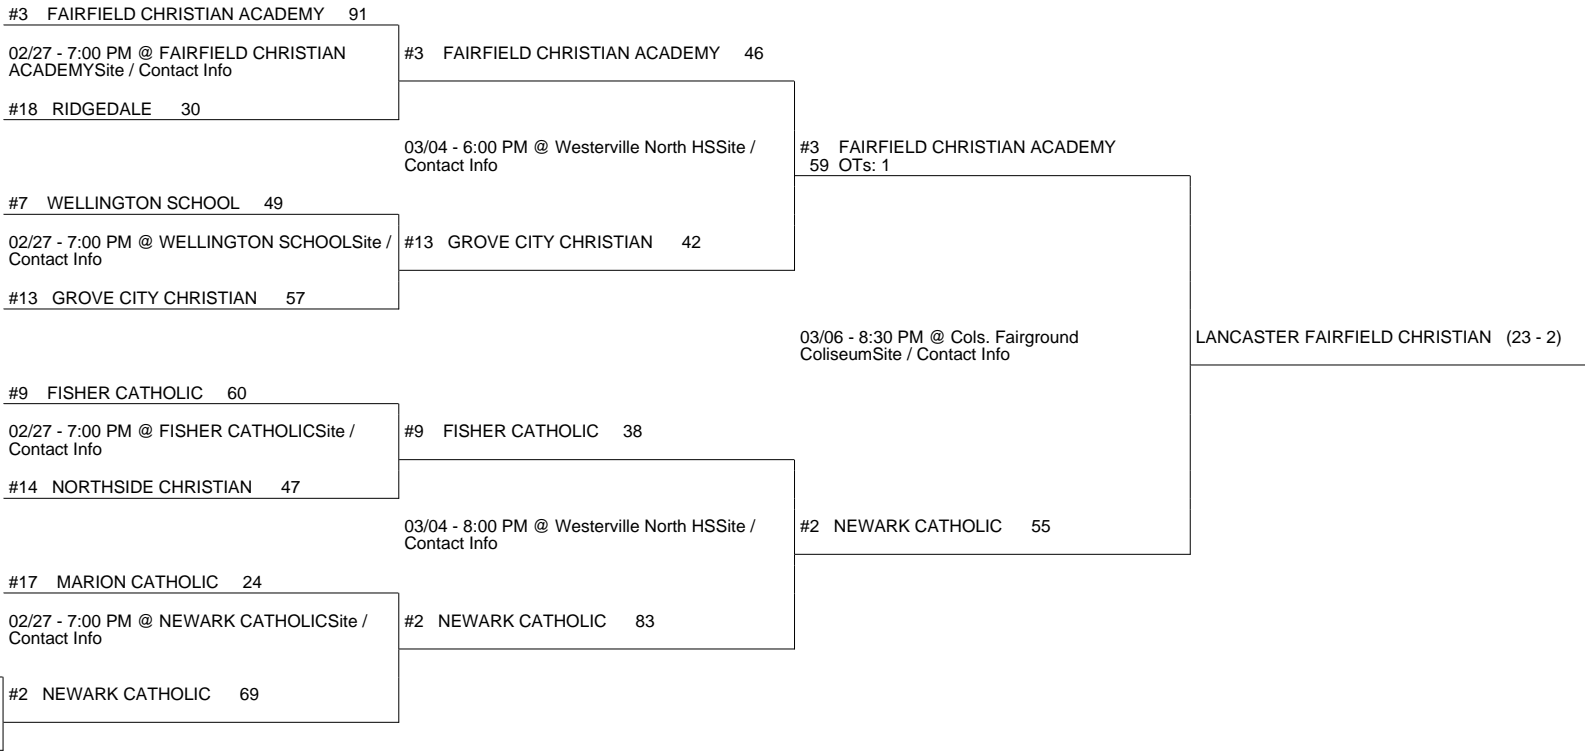 #3 FAIRFIELD CHRISTIAN ACADEMY 91
02/27 - 7:00 PM @ FAIRFIELD CHRISTIAN
ACADEMYSite / Contact Info
#18 RIDGEDALE 30
#3 FAIRFIELD CHRISTIAN ACADEMY 46
03/04 - 6:00 PM @ Westerville North HSSite /
Contact Info
#3 FAIRFIELD CHRISTIAN ACADEMY
59 OTs: 1
#7 WELLINGTON SCHOOL 49
02/27 - 7:00 PM @ WELLINGTON SCHOOLSite /
Contact Info
#13 GROVE CITY CHRISTIAN 57
#13 GROVE CITY CHRISTIAN 42
03/06 - 8:30 PM @ Cols. Fairground
ColiseumSite / Contact Info
LANCASTER FAIRFIELD CHRISTIAN (23 - 2)
#9 FISHER CATHOLIC 60
02/27 - 7:00 PM @ FISHER CATHOLICSite /
Contact Info
#14 NORTHSIDE CHRISTIAN 47
#9 FISHER CATHOLIC 38
03/04 - 8:00 PM @ Westerville North HSSite /
Contact Info
#2 NEWARK CATHOLIC 55
#17 MARION CATHOLIC 24
02/27 - 7:00 PM @ NEWARK CATHOLICSite /
Contact Info
#2 NEWARK CATHOLIC 69
#2 NEWARK CATHOLIC 83